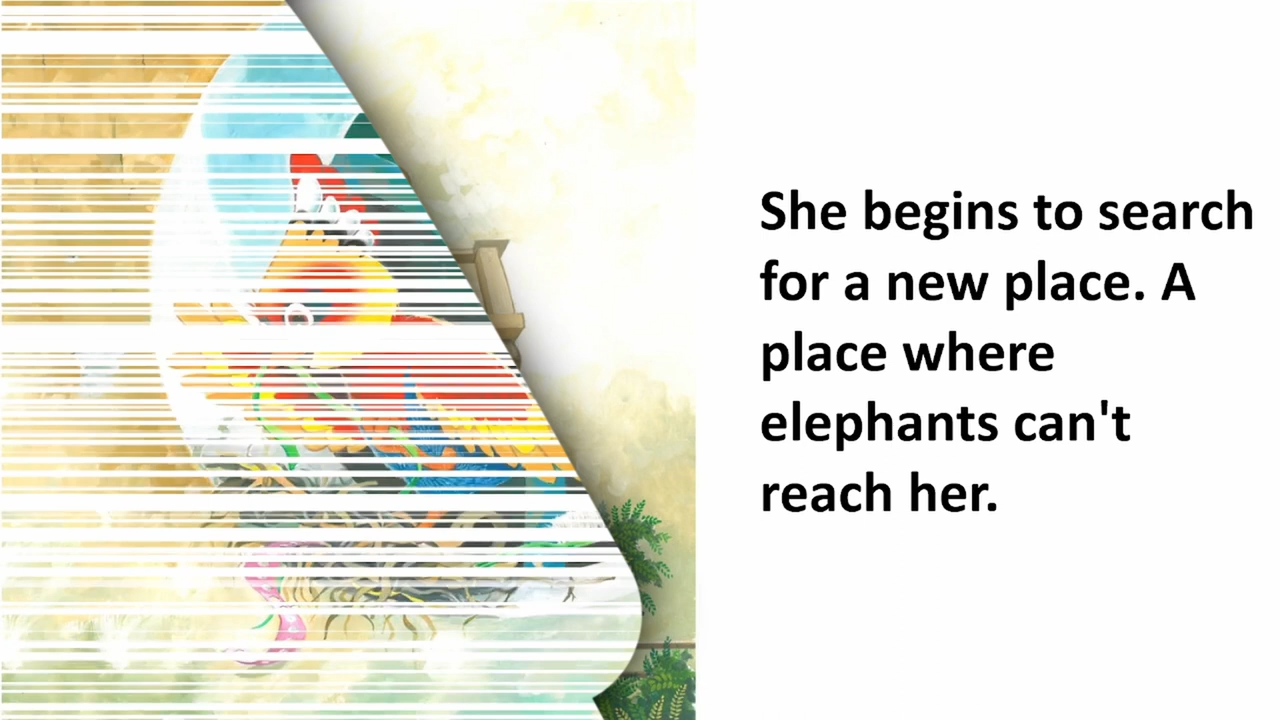 She begins to search
for a new place. A
place where
elephants can't
reach her.